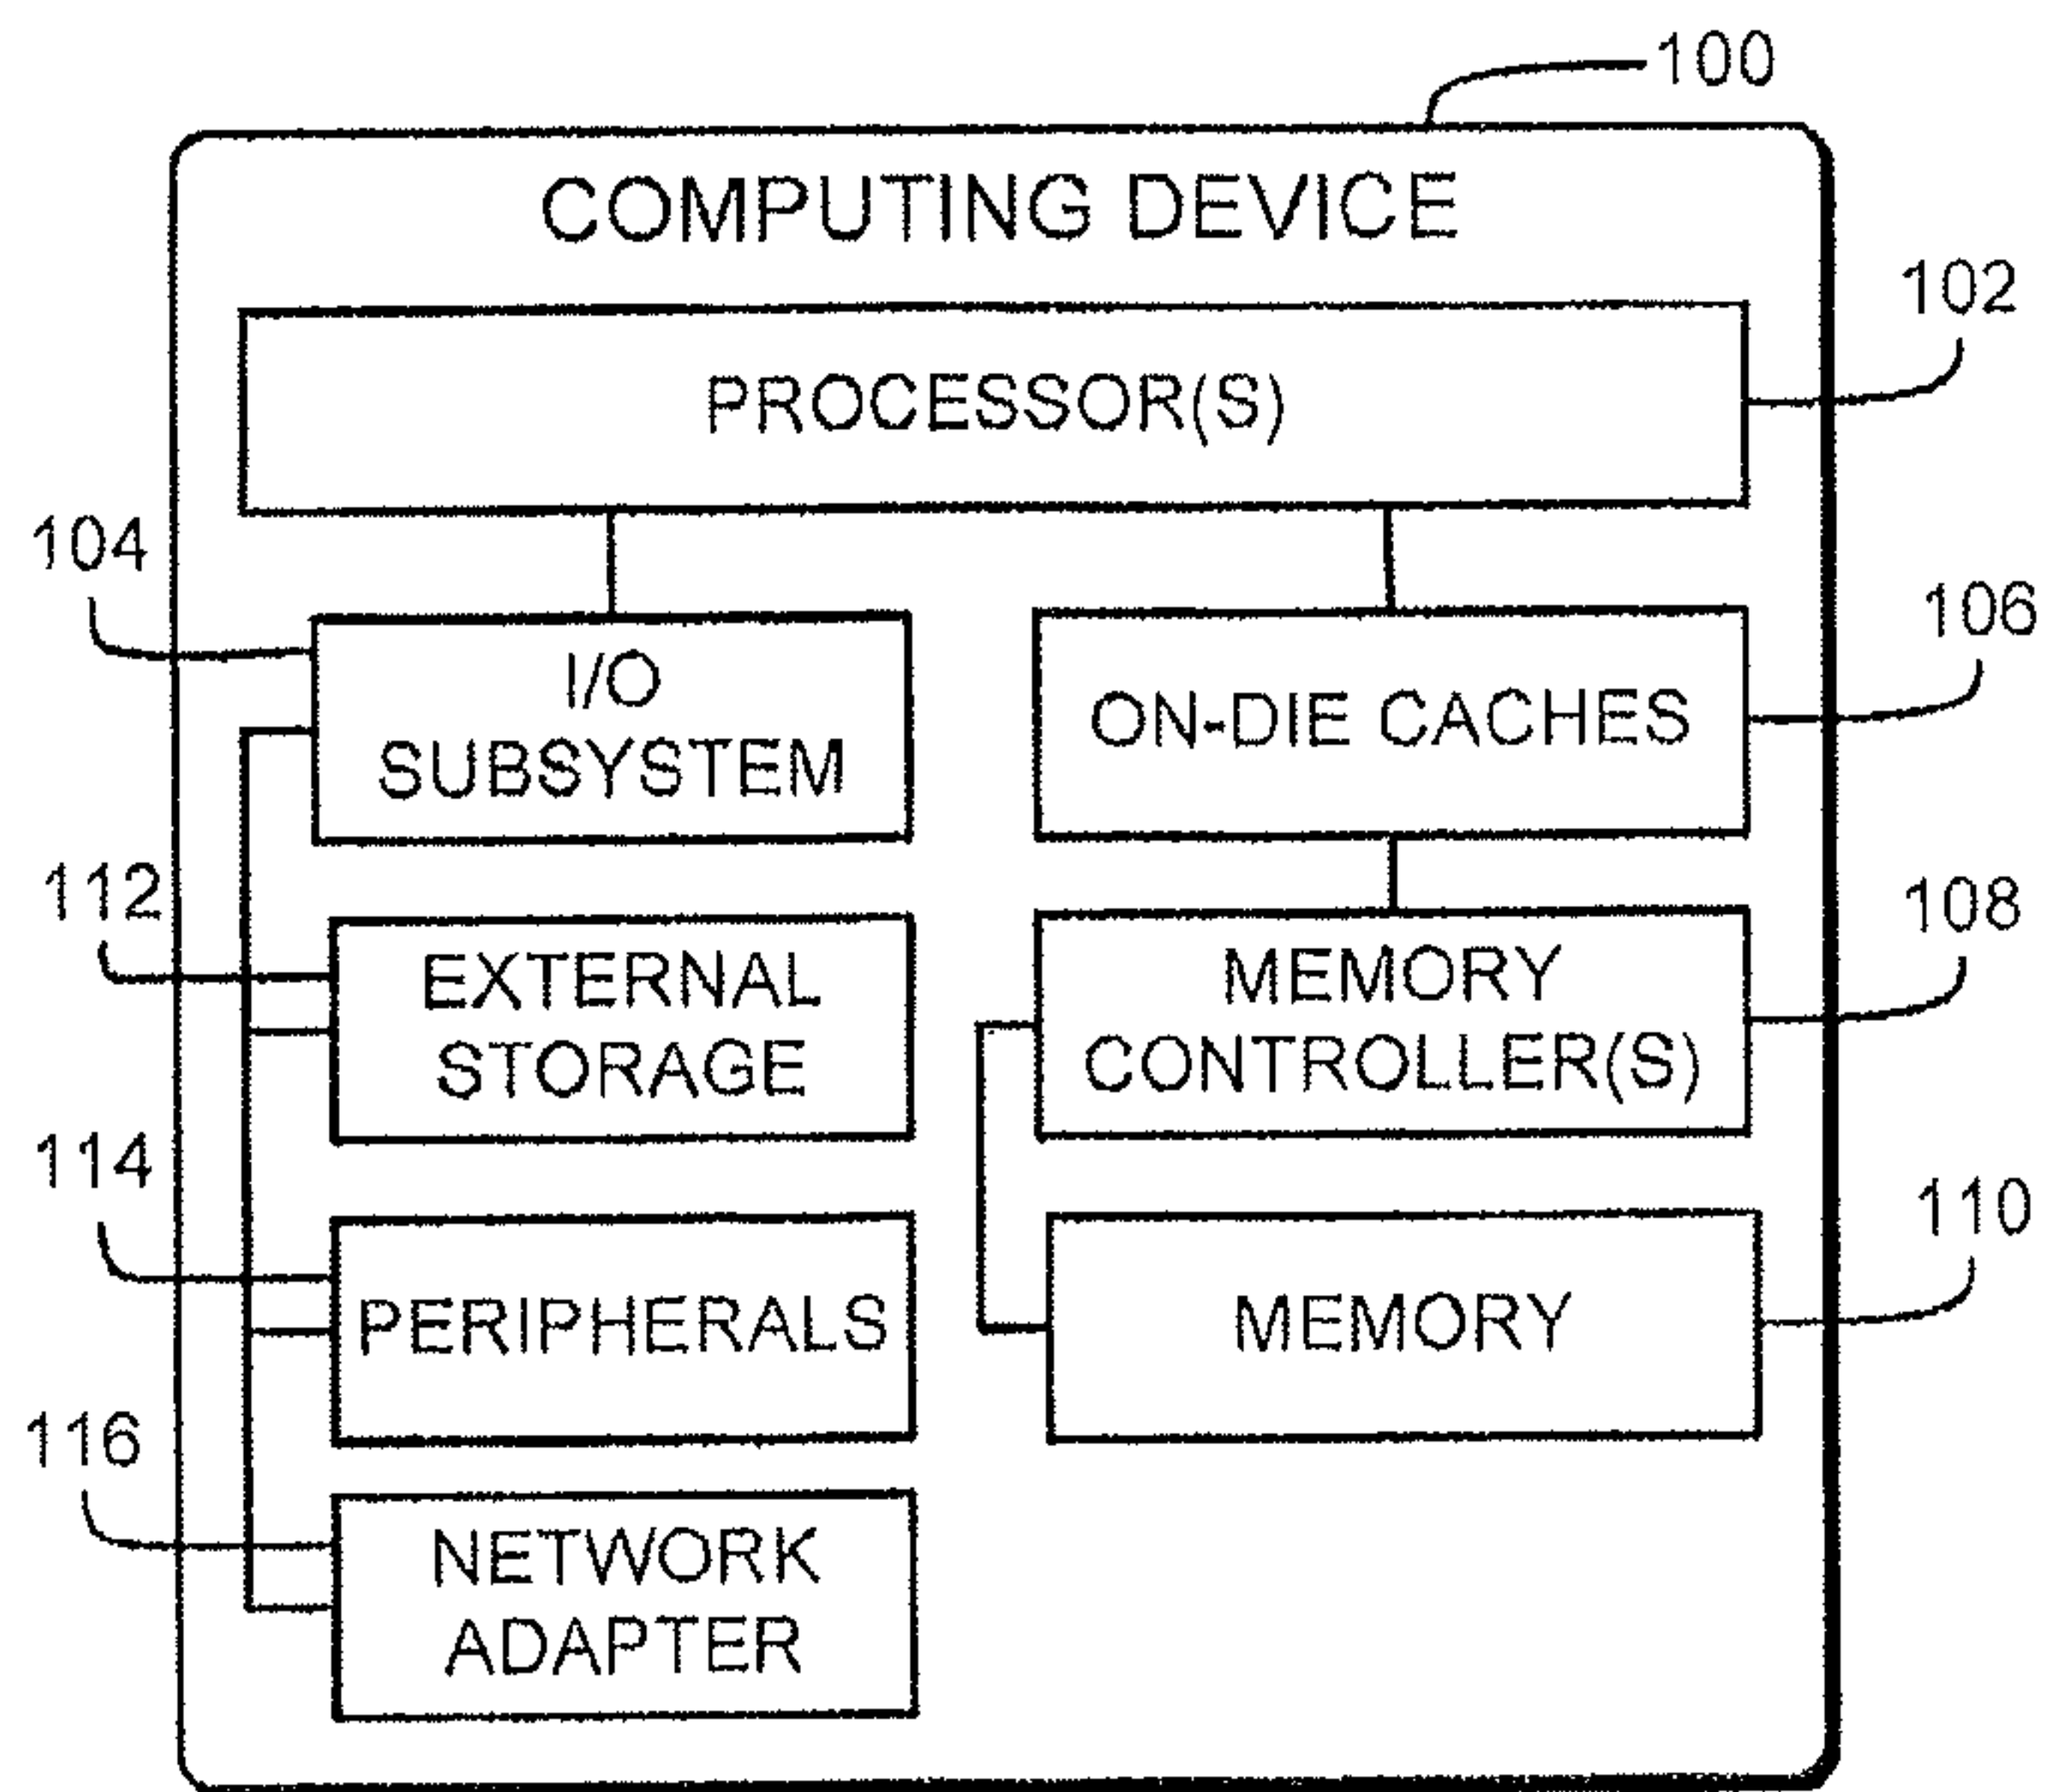 100
COMPUTING DEVICE
102
PROCESSOR(S)
104
I/O
SUBSYSTEM
106
ON-DIE CACHES
112
EXTERNAL
STORAGE
108
MEMORY
CONTROLLER(S)
114
PERIPHERALS
110
MEMORY
116
NETWORK
ADAPTER